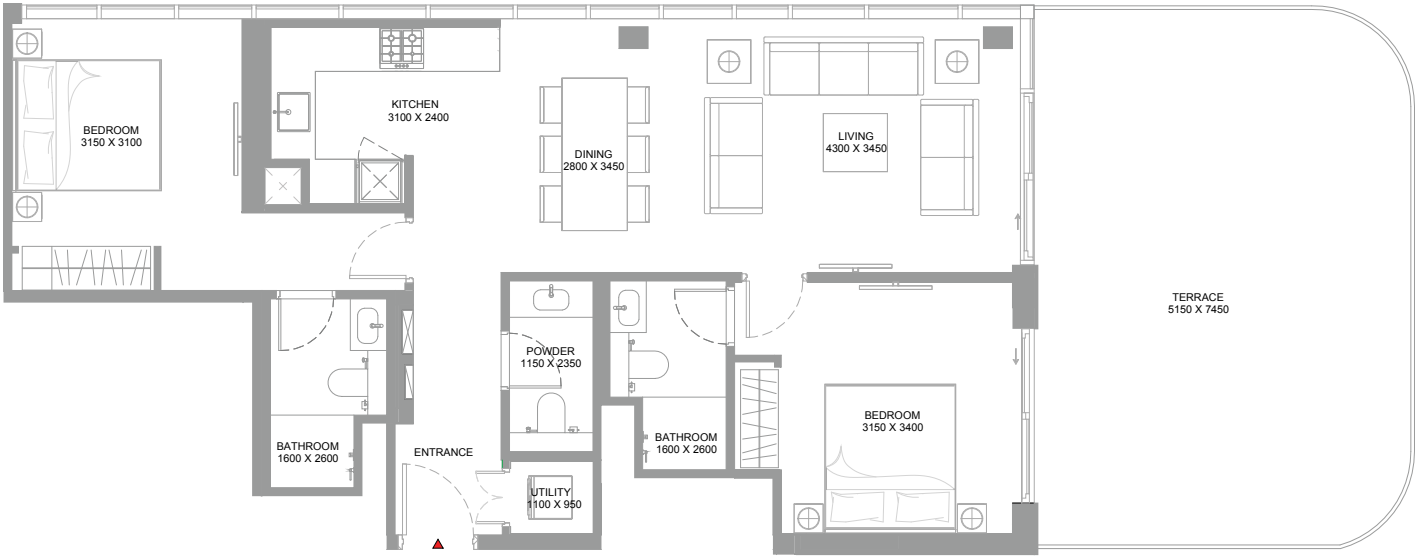 BEDROOM
3150 X 3100
KITCHEN
3100 X 2400
DINING
2800 X 3450
LIVING
4300 X 3450
TERRACE
5150 X 7450
POWDER
1150 X 2350
BEDROOM
3150 X 3400
BATHROOM
1600 X 2600
ENTRANCE
BATHROOM
1600 X 2600
UTILITY
1100 X 950